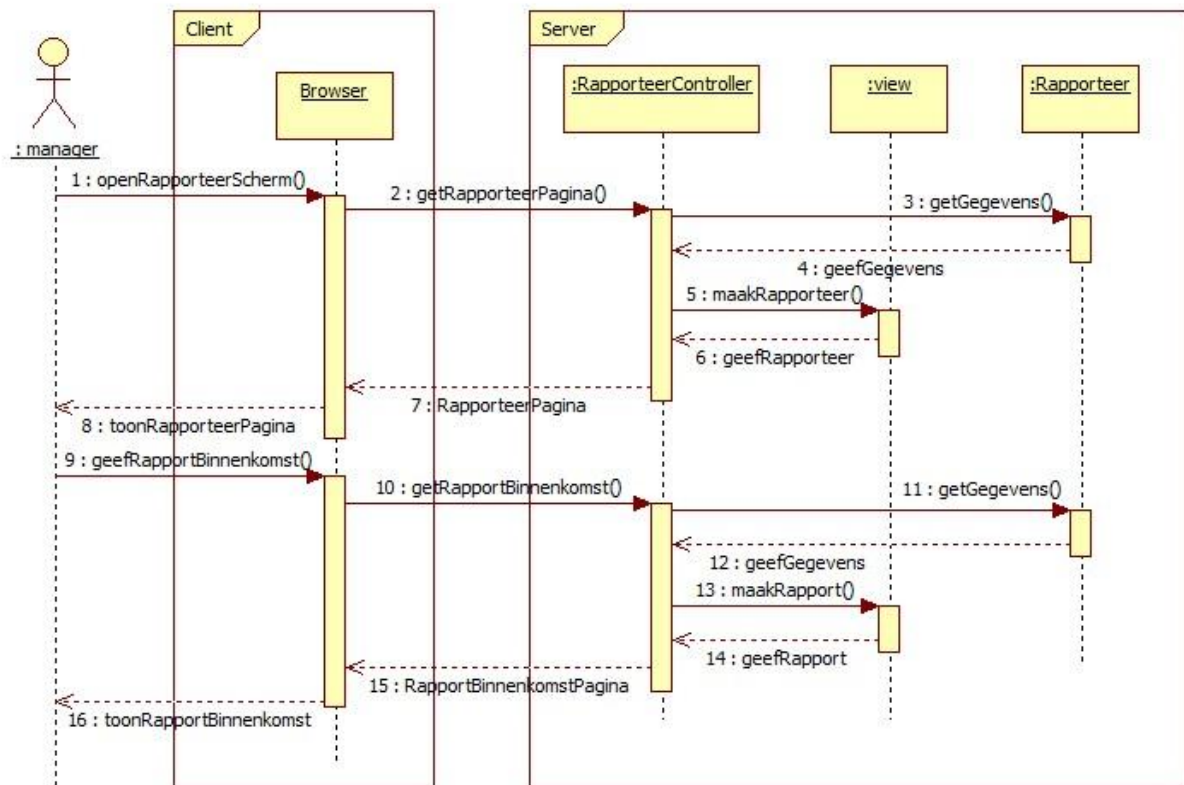 Client
Server
Browser
:RapporteerController
:view
:Rapporteer
: manager
1 : openRapporteerScherm()
2 : getRapporteerPagina()
3 : getGegevens()
4 : geefGegevens
5 : maakRapporteer()
6 : geefRapporteer
7 : RapporteerPagina
8 : toonRapporteerPagina
9 : geefRapportBinnenkomst()
10 : getRapportBinnenkomst()
11 : getGegevens()
12 : geefGegevens
13 : maakRapport()
14 : geefRapport
15 : RapportBinnenkomstPagina
16 : toonRapportBinnenkomst